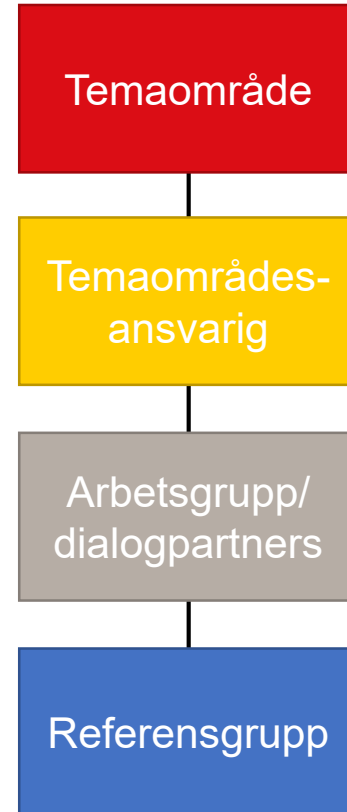 Temaområde
Temaområdes-
ansvarig
Arbetsgrupp/
dialogpartners
Referensgrupp